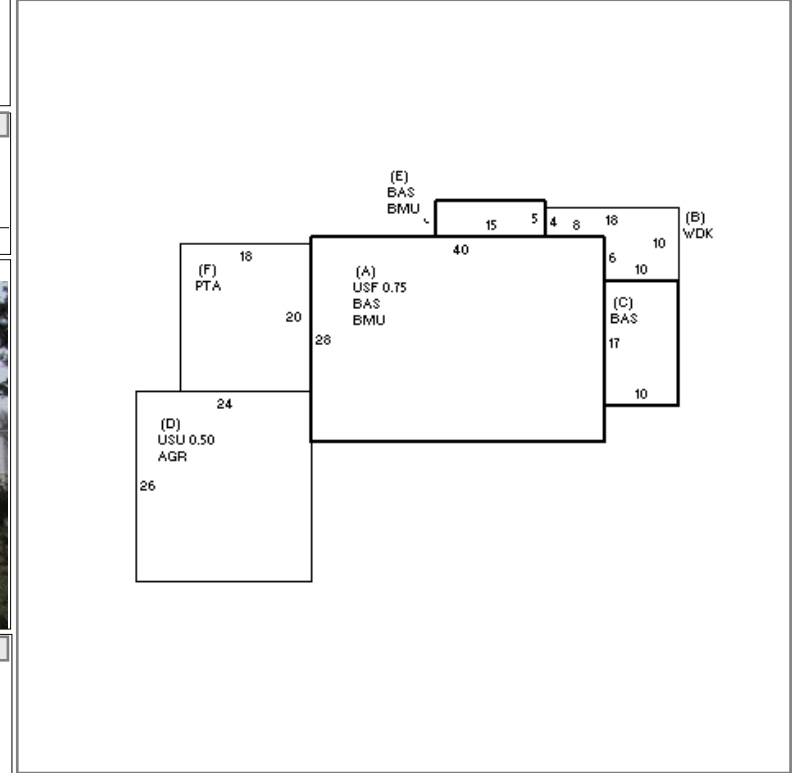 (E)
BAS
BMU
15
5
4
8
18
(B)
WDK
10
6
10
18
(F)
PTA
20
40
(A)
USF 0.75
BAS
BMU
28
(C)
BAS
17
10
24
(D)
USU 0.50
AGR
26